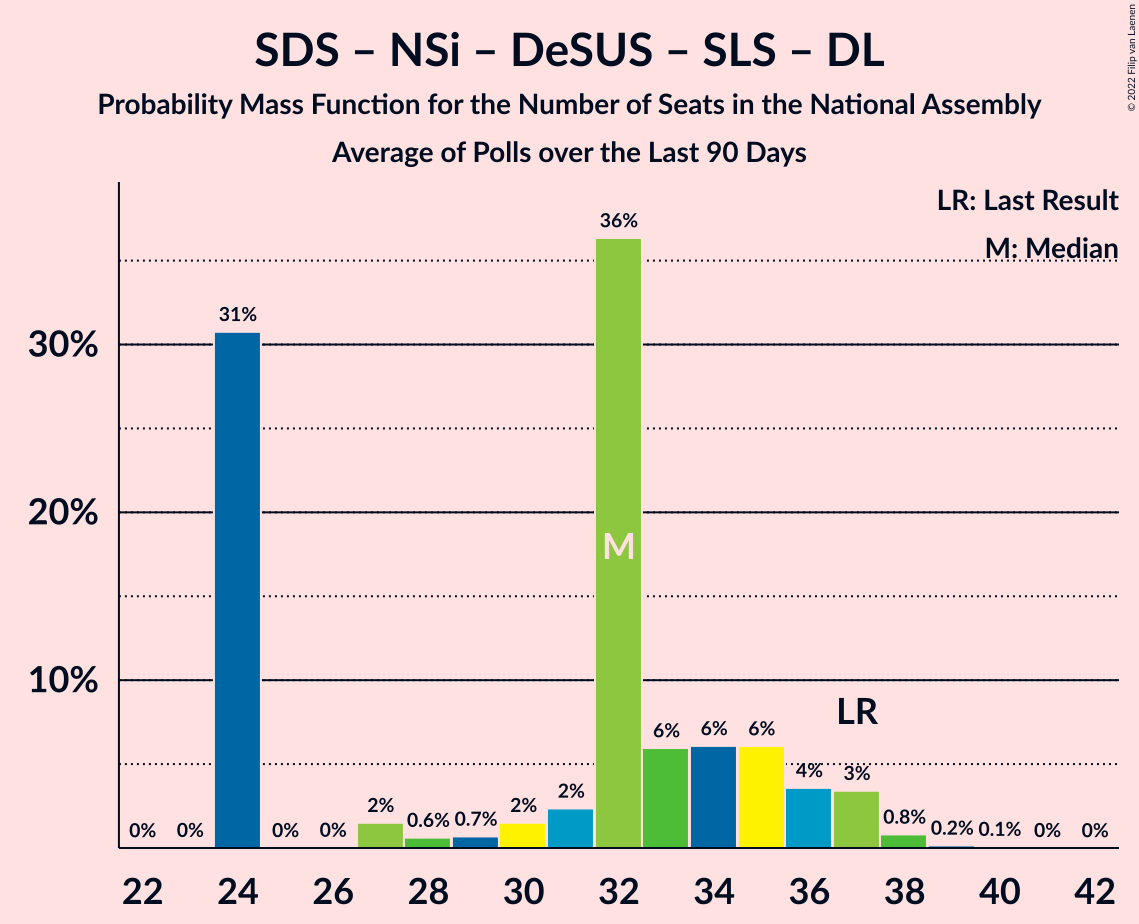 SDS – NSi – DeSUS – SLS – DL
Probability Mass Function for the Number of Seats in the National Assembly
Average of Polls over the Last 90 Days
© 2022 Filip van Laenen
LR: Last Result
M: Median
30%
20%
10%
0% 0% 31% 0% 0% 2% 0.6% 0.7% 2% 2% 36% 6% 6% 6% 4% 3% 0.8% 0.2% 0.1% 0% 0%
M
LR
22 24 26 28 30 32 34 36 38 40 42